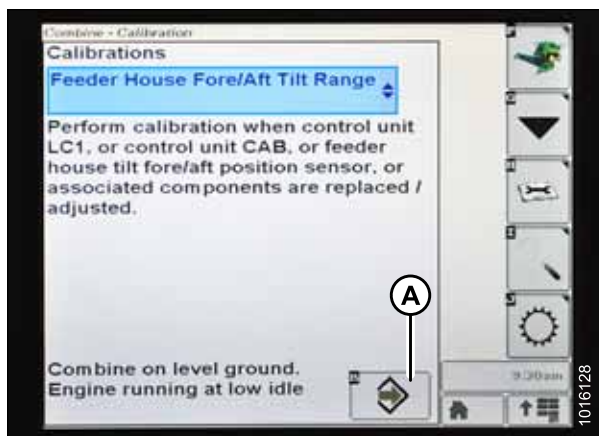 Combine - Calibration
Calibrations
Feeder House Fore/Aft Tilt Range
Perform calibration when control unit
LC1, or control unit CAB, or feeder
house tilt fore/aft position sensor, or
associated components are replaced /
adjusted.
A
Combine on level ground.
Engine running at low idle
9:20am
1016128